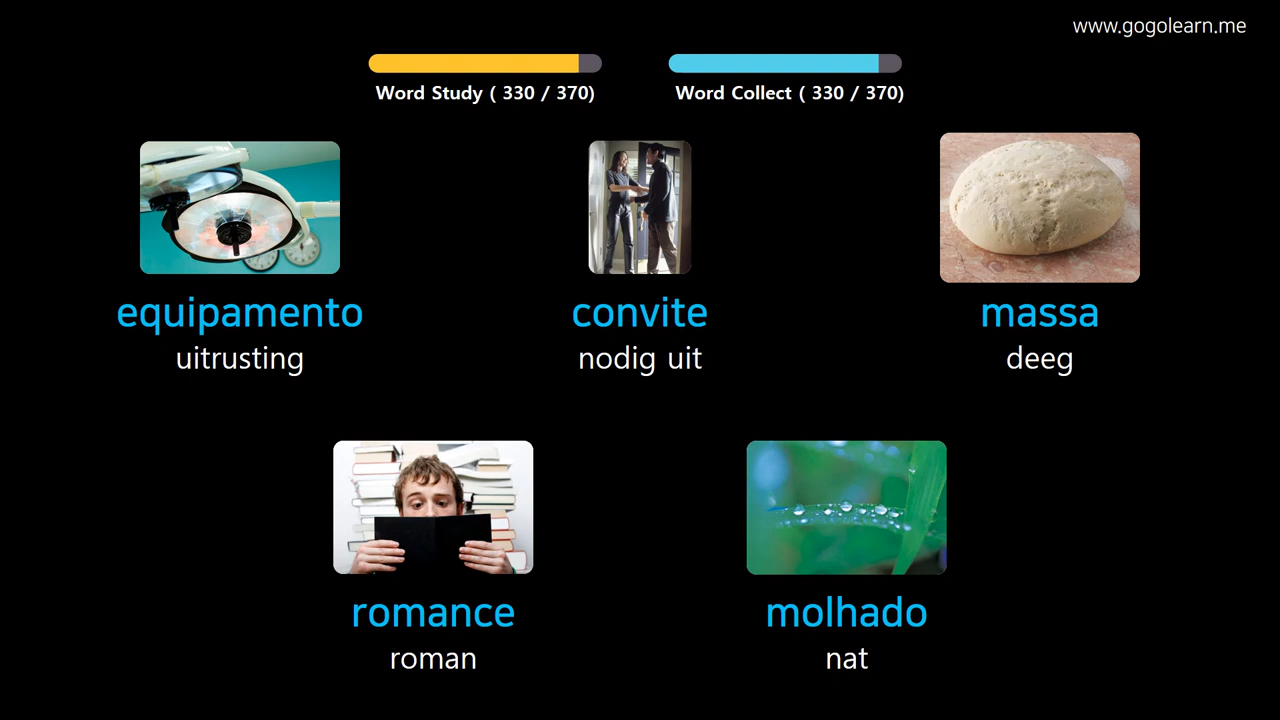 www.gogolearn.me
Word Study ( 330 / 370)
Word Collect ( 330 / 370)
equipamento
uitrusting
convite
nodig uit
massa
deeg
romance
roman
molhado
nat